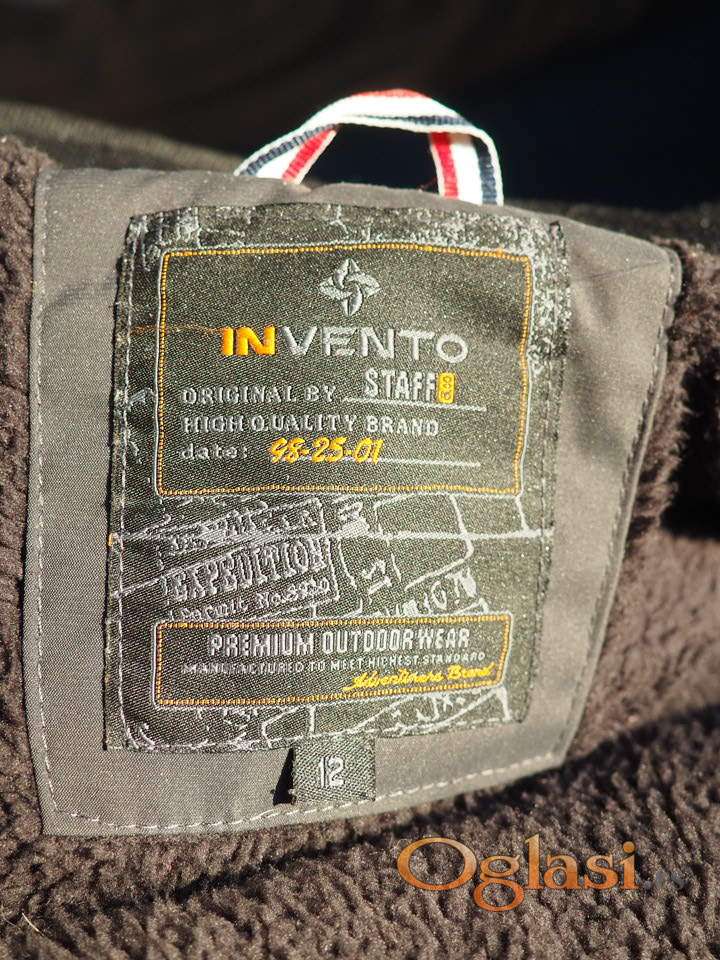 INVENTO
ORIGINAL BY STAFF
HIGH QUALITY BRAND
date: 98-25-01
EXPEDITION
PREMIUM OUTDOOR WEAR
MANUFACTURED TO MEET HIGHEST STANDARD
Brand
12
Oglasi